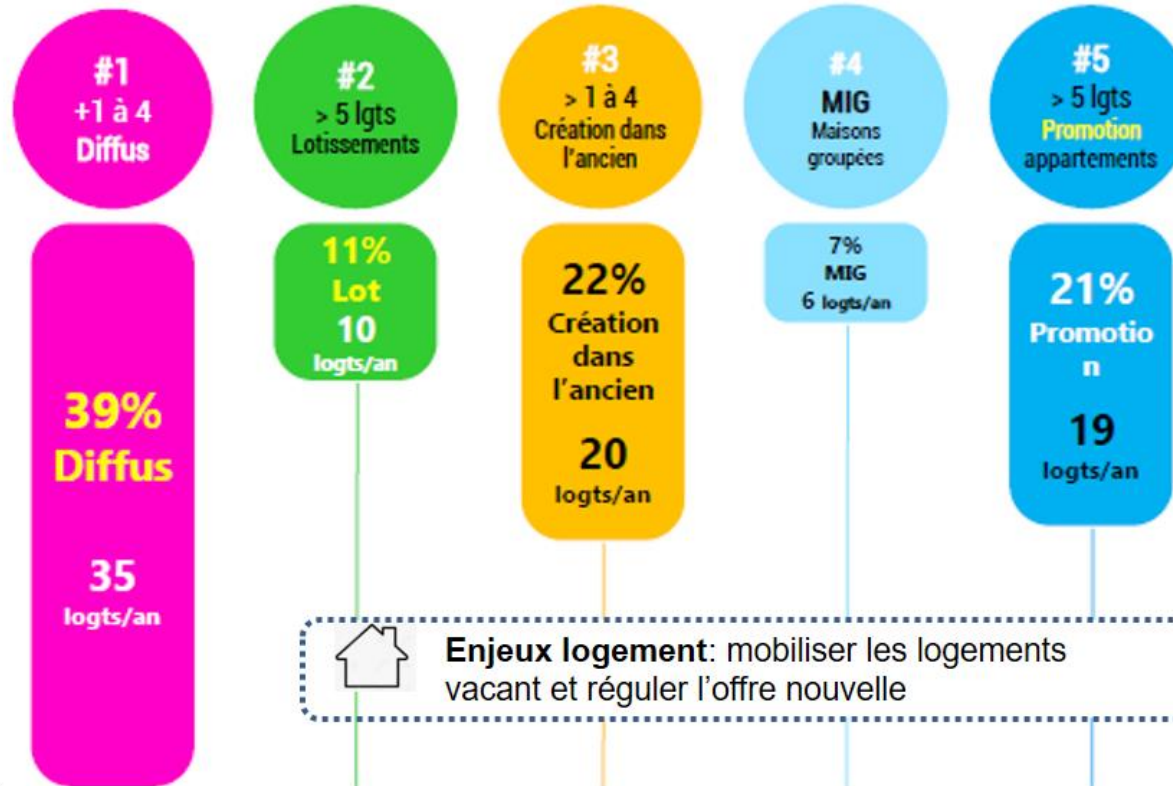 #1
+1 à 4
Diffus
#2
> 5 lgts
Lotissements
#3
> 1 à 4
Création dans
l'ancien
#4
MIG
Maisons
groupées
#5
> 5 lgts
Promotion
appartements
39%
Diffus
35
logts/an
11%
Lot
10
logts/an
22%
Création
dans
l'ancien
20
logts/an
7%
MIG
6 logts/an
21%
Promotio
n
19
logts/an
Enjeux logement: mobiliser les logements
vacant et réguler l'offre nouvelle